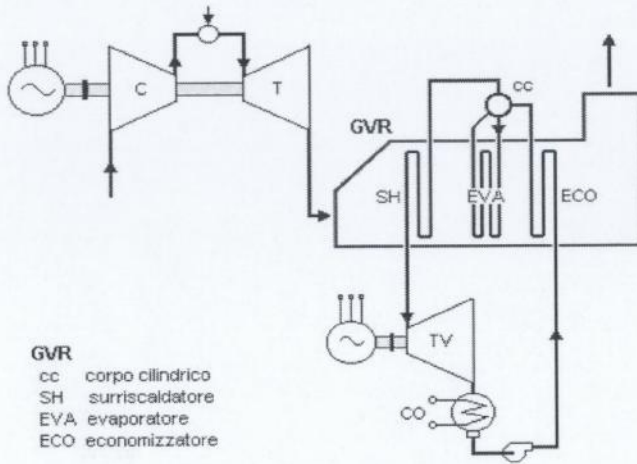 C
T
cc
GVR
SH
EVA
ECO
TV
CO
GVR
cc corpo cilindrico
SH surriscaldatore
EVA evaporatore
ECO economizzatore